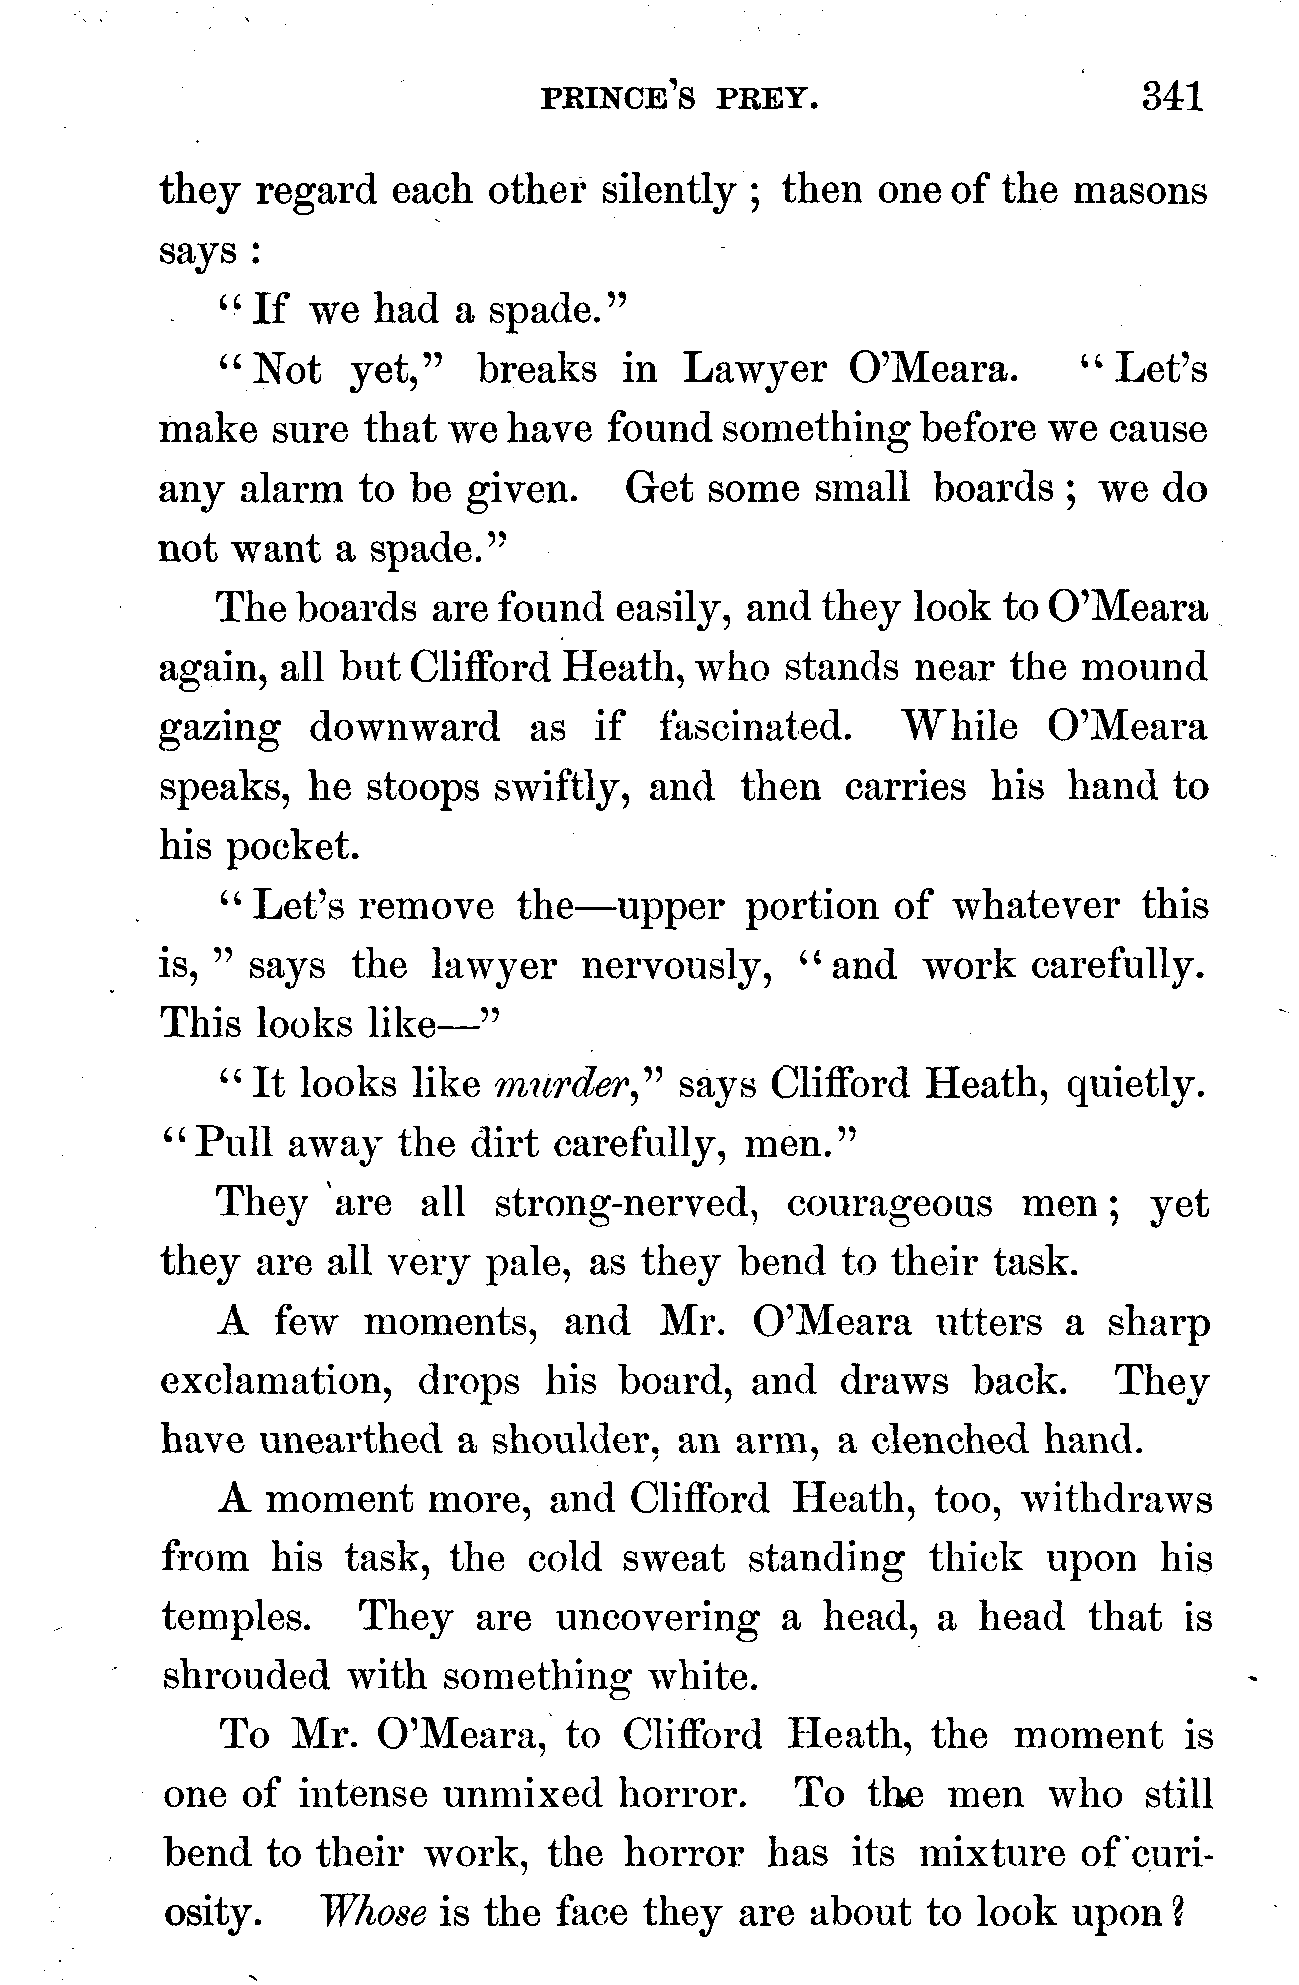 PRINCE'S PREY. 341
they regard each other silently ; then one of the masons
says :
“ If we had a spade.”
“ Not yet,” breaks in Lawyer O’Meara. “ Let’s
make sure that we have found something before we cause
any alarm to be given. Get some small boards ; we do
not want a spade.”
The boards are found easily, and they look to O’Meara
again, all but Clifford Heath, who stands near the mound
gazing downward as if fascinated. While O’Meara
speaks, he stoops swiftly, and then carries his hand to
his pocket.
“ Let’s remove the—upper portion of whatever this
is, ” says the lawyer nervously, “ and work carefully.
This looks like—”
“ It looks like murder,” says Clifford Heath, quietly.
“ Pull away the dirt carefully, men.”
They are all strong-nerved, courageous men ; yet
they are all very pale, as they bend to their task.
A few moments, and Mr. O’Meara utters a sharp
exclamation, drops his board, and draws back. They
have unearthed a shoulder, an arm, a clenched hand.
A moment more, and Clifford Heath, too, withdraws
from his task, the cold sweat standing thick upon his
temples. They are uncovering a head, a head that is
shrouded with something white.
To Mr. O’Meara, to Clifford Heath, the moment is
one of intense unmixed horror. To the men who still
bend to their work, the horror has its mixture of curi-
osity. Whose is the face they are about to look upon ?